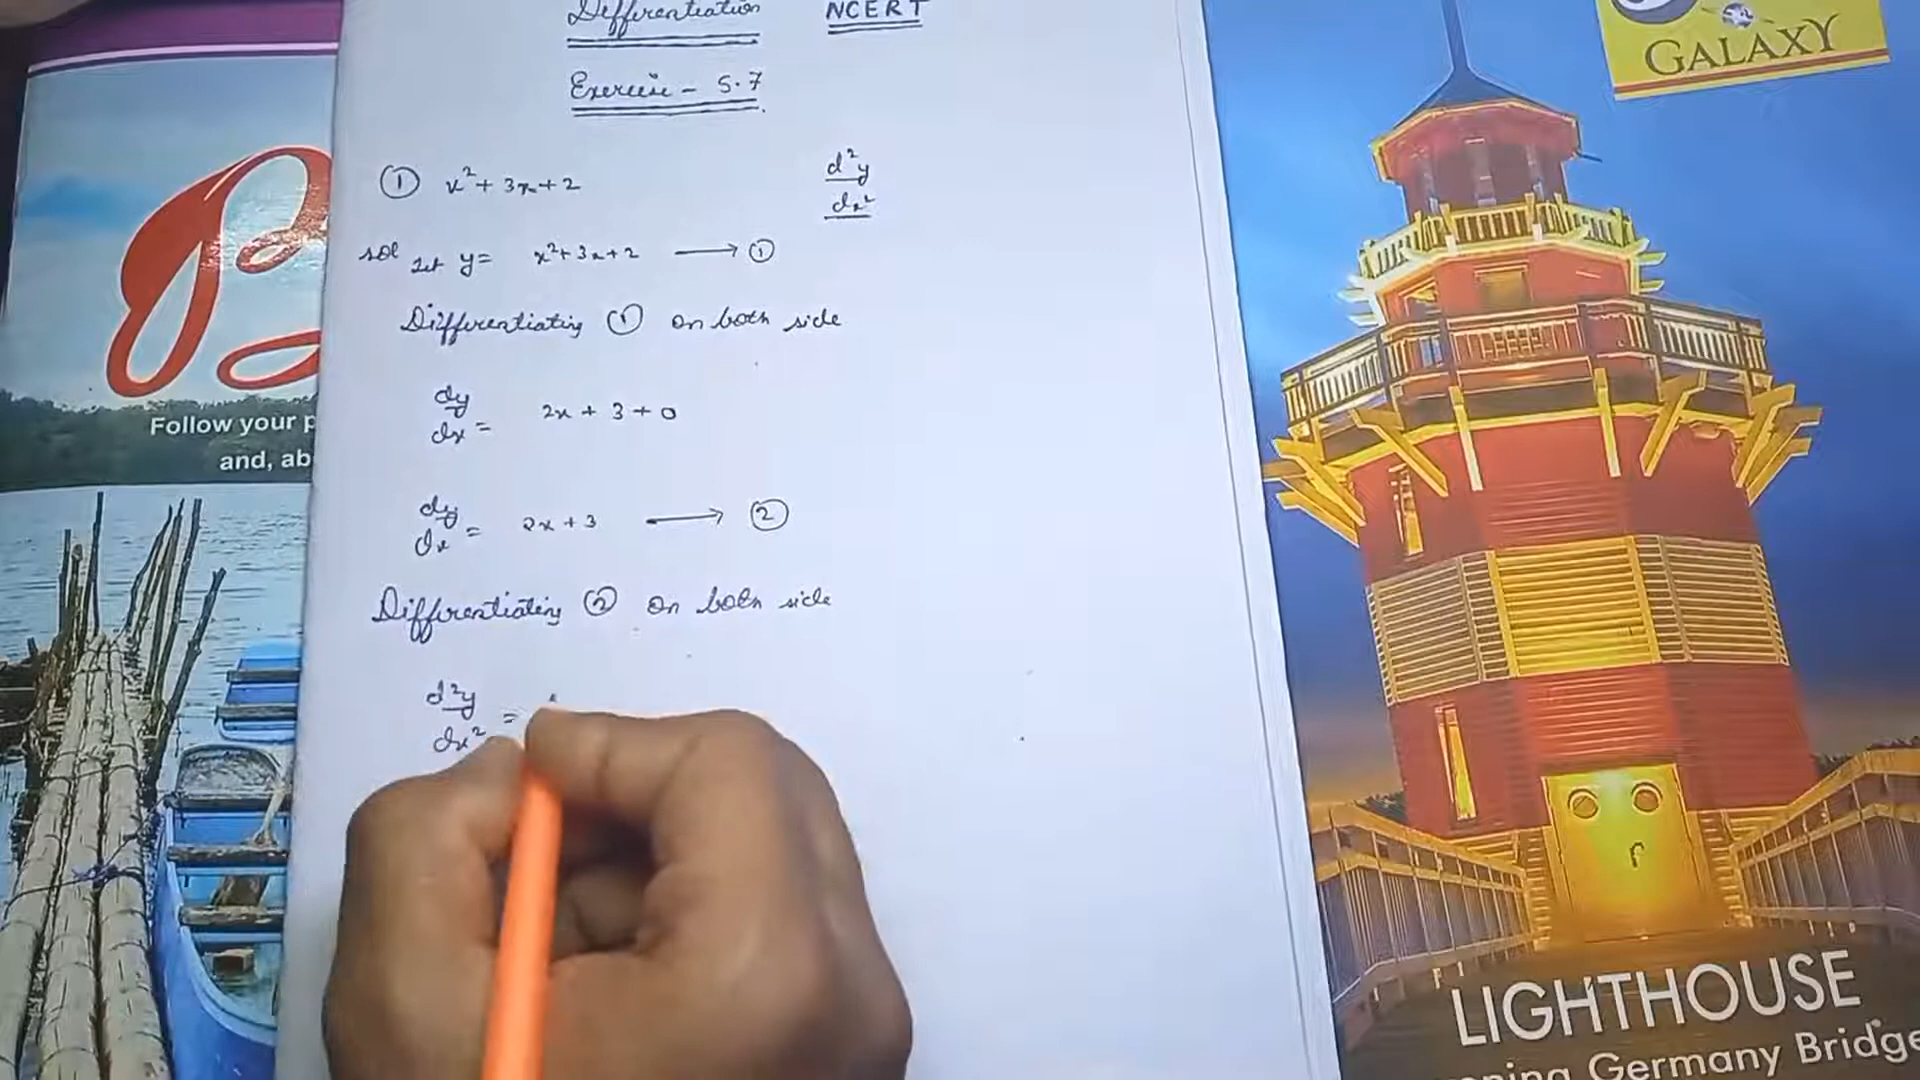 Differentiation NCERT
Exercise - 5.7
① x²+ 3x+2
d²y
dx²
sol Let y= x²+3x+2 ⟶ ①
Differentiating ① on both side
dy
dx = 2x + 3 + 0
dy
dx = 2x + 3 ⟶ ②
Differentiating ② on both side
d²y
dx² =
Follow your
and,
GALAXY
LIGHTHOUSE
Germany Bridge